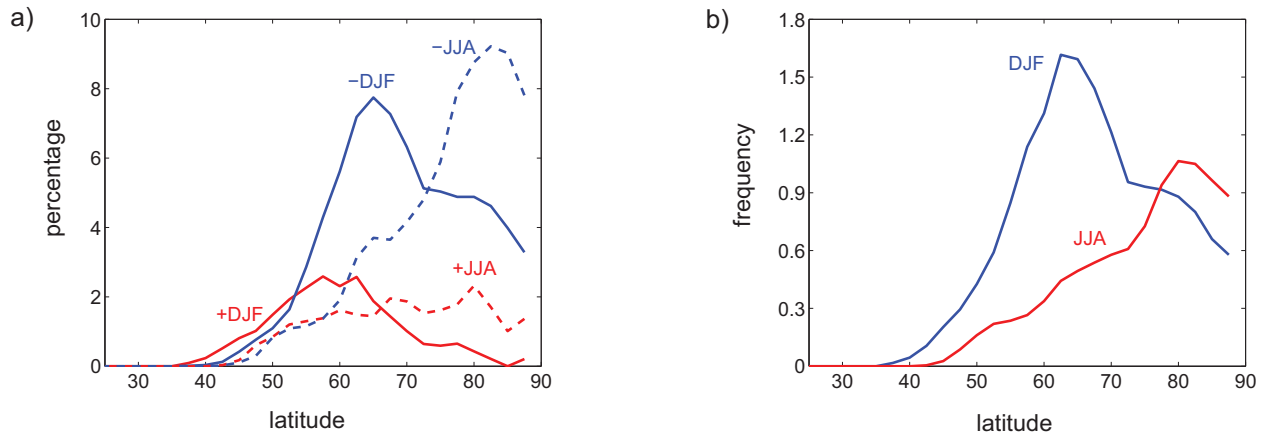 a)
10
8
6
4
2
0
30
40
50
60
70
80
90
percentage
latitude
−JJA
−DJF
+JJA
+DJF
b)
1.8
1.5
1.2
0.9
0.6
0.3
0
30
40
50
60
70
80
90
frequency
latitude
DJF
JJA